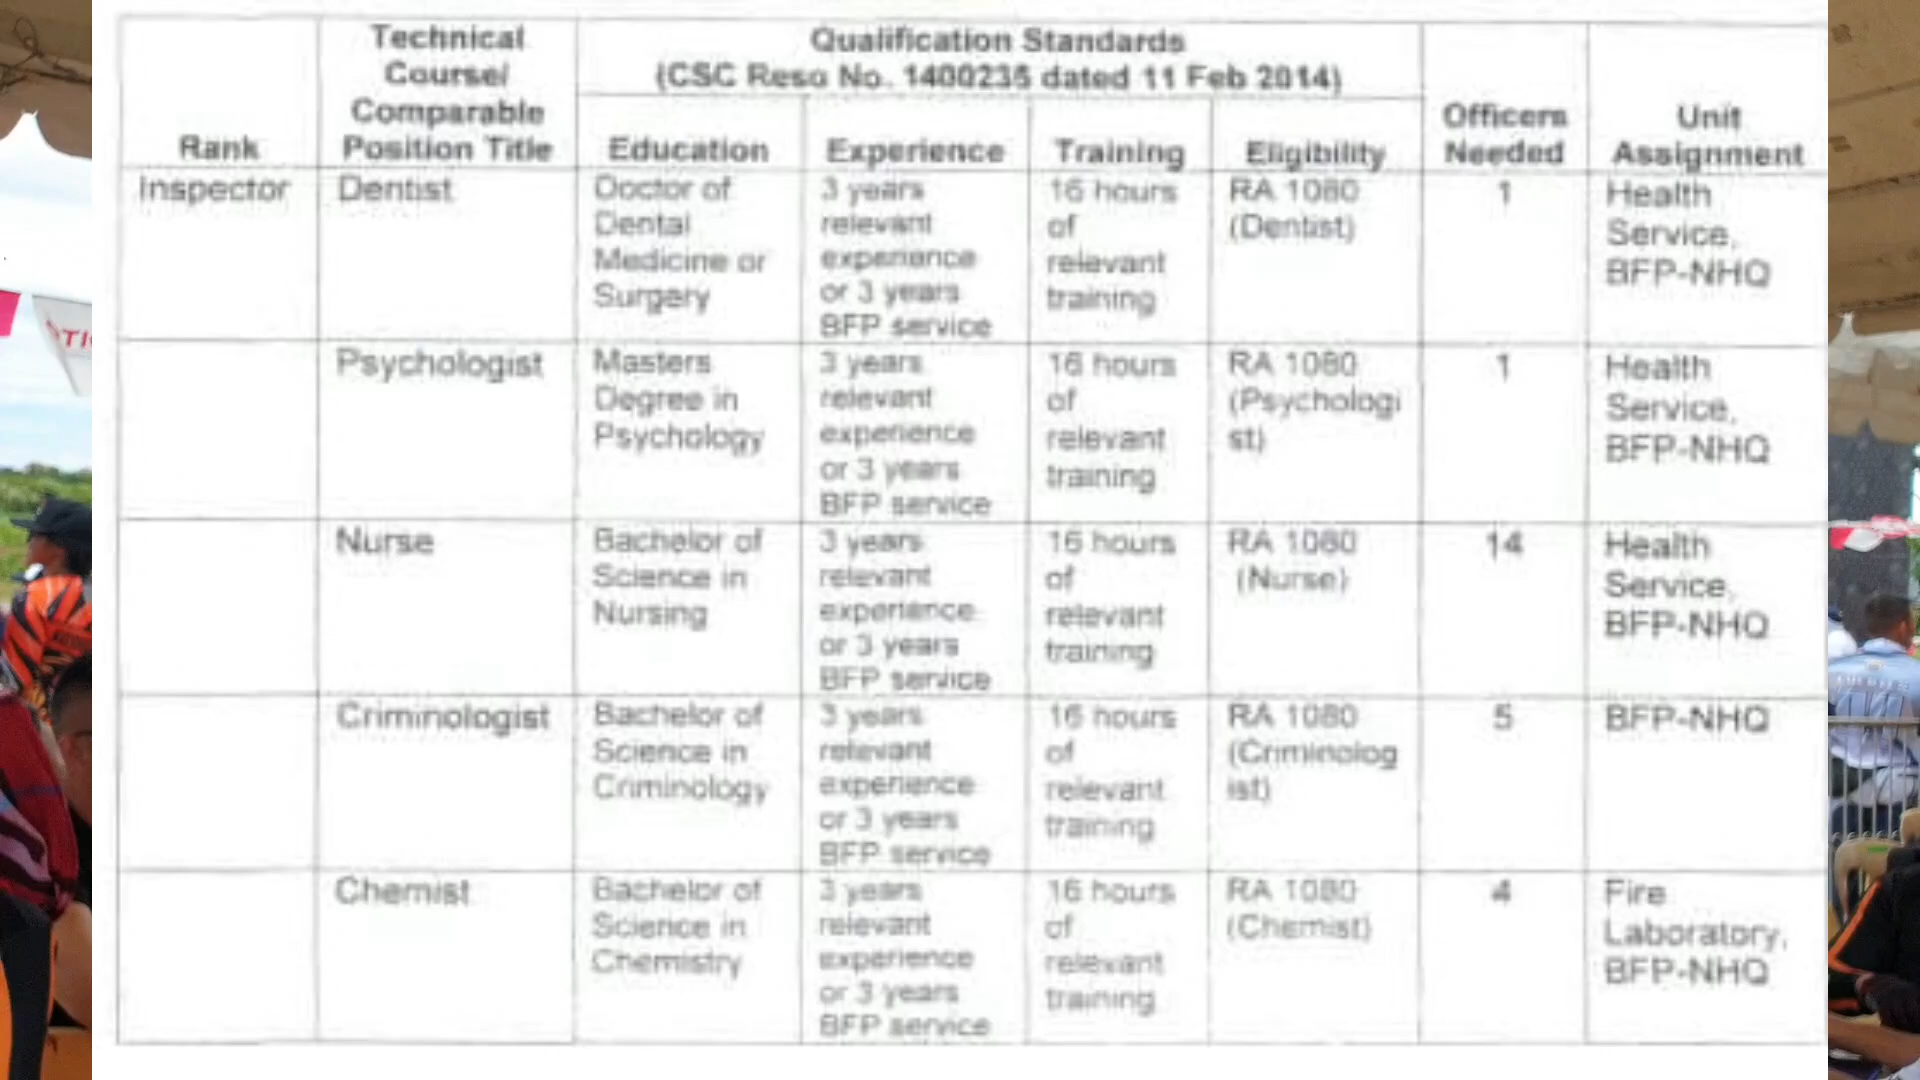 Rank
Technical
Course/
Comparable
Position Title
Qualification Standards
(CSC Reso No. 1400235 dated 11 Feb 2014)
Education
Experience
Training
Eligibility
Officers
Needed
Unit
Assignment
Inspector
Dentist
Doctor of
Dental
Medicine or
Surgery
3 years
relevant
experience
or 3 years
BFP service
16 hours
of
relevant
training
RA 1080
(Dentist)
1
Health
Service,
BFP-NHQ
Psychologist
Masters
Degree in
Psychology
3 years
relevant
experience
or 3 years
BFP service
16 hours
of
relevant
training
RA 1080
(Psychologi
st)
1
Health
Service,
BFP-NHQ
Nurse
Bachelor of
Science in
Nursing
3 years
relevant
experience
or 3 years
BFP service
16 hours
of
relevant
training
RA 1080
(Nurse)
14
Health
Service,
BFP-NHQ
Criminologist
Bachelor of
Science in
Criminology
3 years
relevant
experience
or 3 years
BFP service
16 hours
of
relevant
training
RA 1080
(Criminolog
ist)
5
BFP-NHQ
Chemist
Bachelor of
Science in
Chemistry
3 years
relevant
experience
or 3 years
BFP service
16 hours
of
relevant
training
RA 1080
(Chemist)
4
Fire
Laboratory,
BFP-NHQ